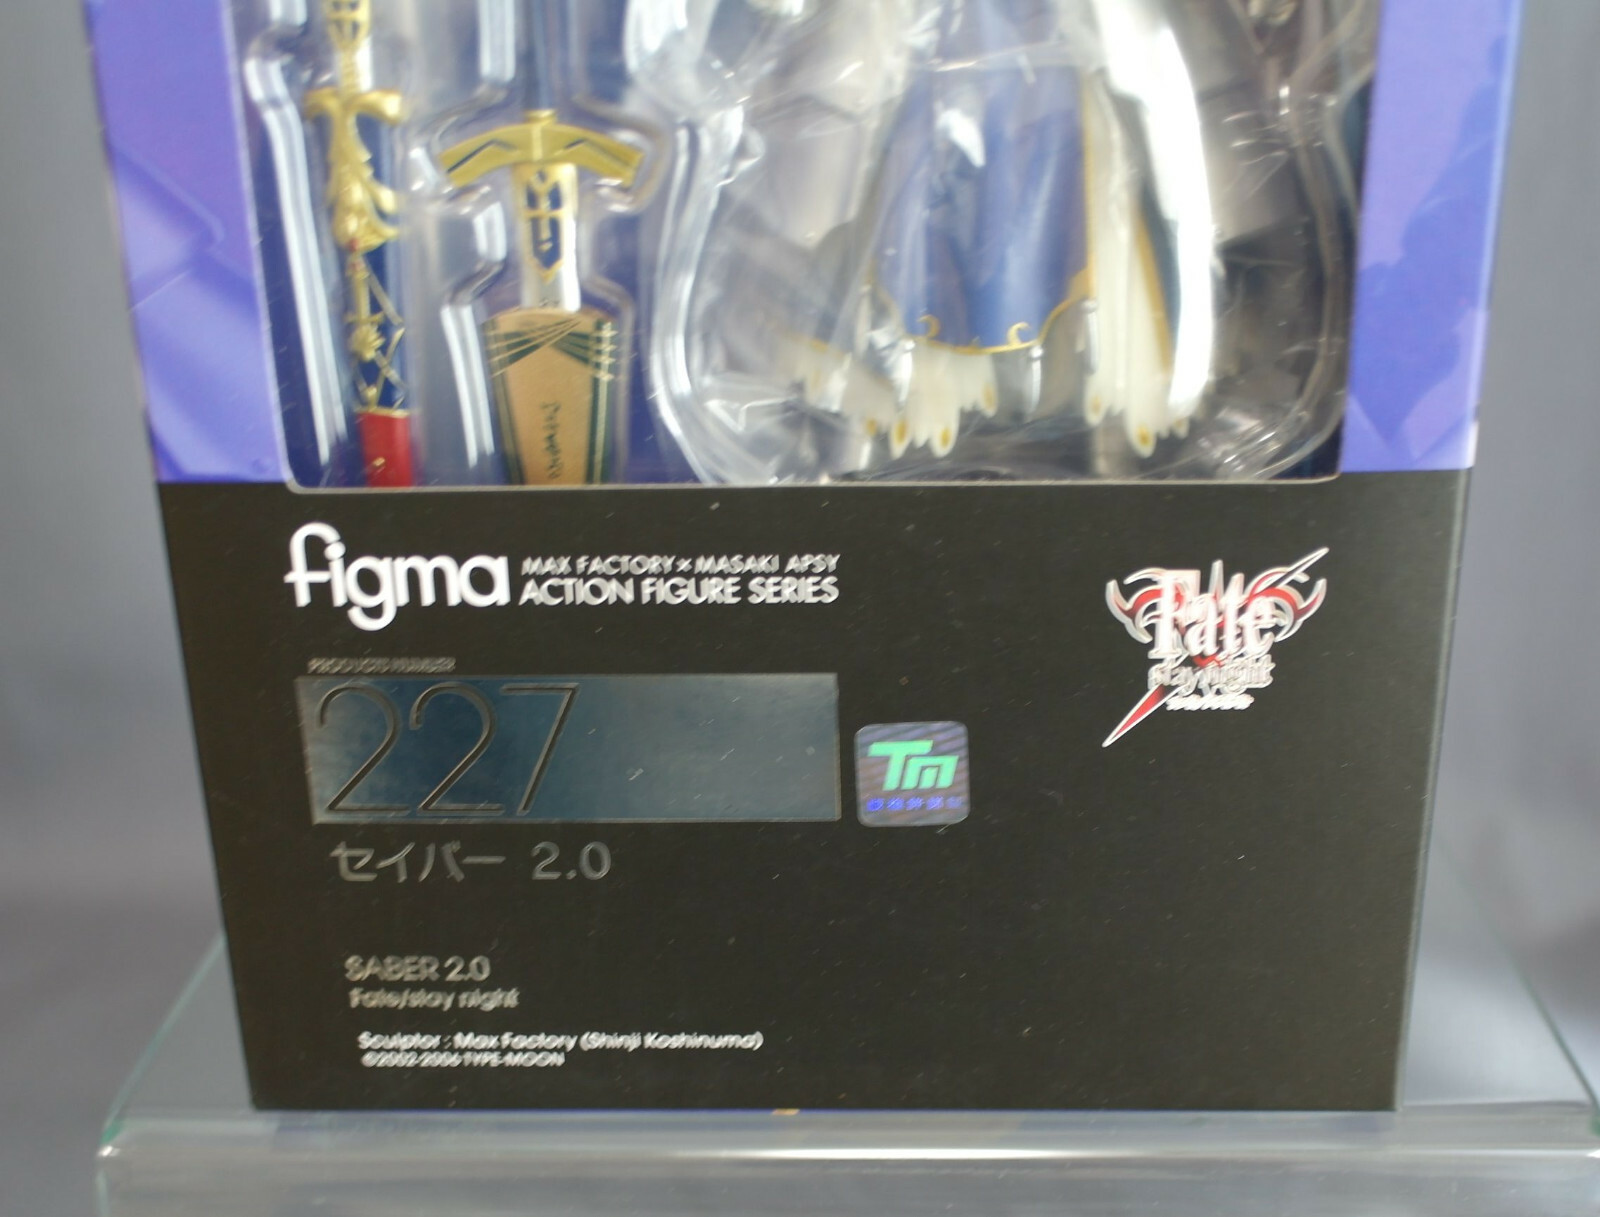 figma
MAX FACTORY × MASAKI APSY
ACTION FIGURE SERIES
PRODUCTS NUMBER
227
セイバー 2.0
SABER 2.0
Fate/stay night
Sculptor : Max Factory (Shinji Koshinuma)
©2002-2006 TYPE-MOON
Fate
stay night
TM